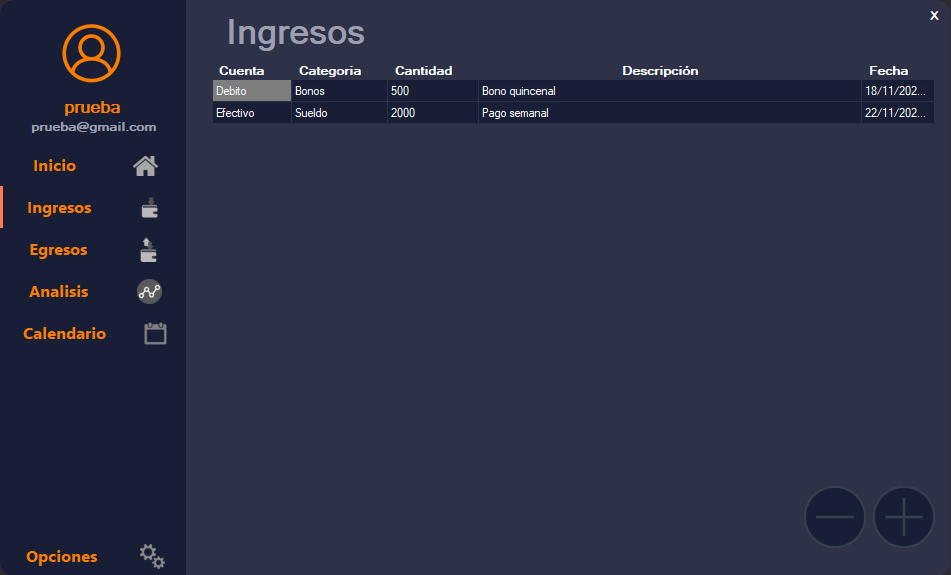 x
Ingresos
prueba
prueba@gmail.com
Inicio
Ingresos
Egresos
Analisis
Calendario
Opciones
Cuenta Categoria Cantidad Descripción Fecha
Debito Bonos 500 Bono quincenal 18/11/202...
Efectivo Sueldo 2000 Pago semanal 22/11/202...